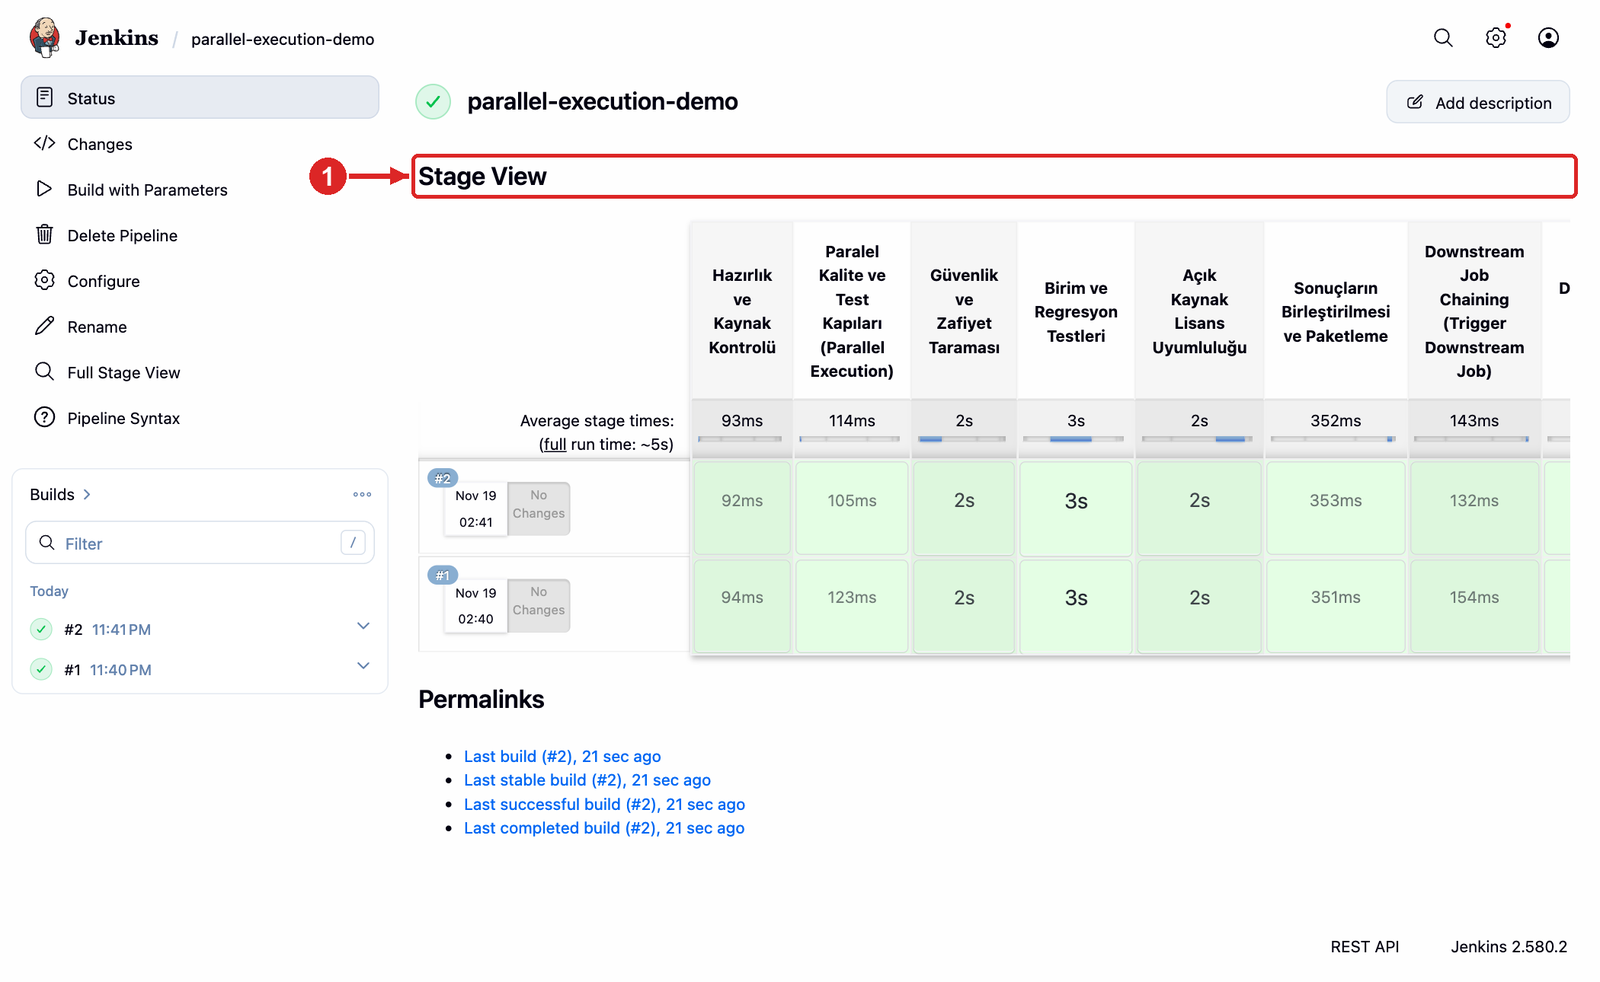 Jenkins / parallel-execution-demo
Status
Changes
Build with Parameters
Delete Pipeline
Configure
Rename
Full Stage View
Pipeline Syntax
Builds
Filter /
Today
#2 11:41 PM
#1 11:40 PM
parallel-execution-demo
Add description
1
Stage View
Hazırlık
ve
Kaynak
Kontrolü
Paralel
Kalite ve
Test
Kapıları
(Parallel
Execution)
Güvenlik
ve
Zafiyet
Taraması
Birim ve
Regresyon
Testleri
Açık
Kaynak
Lisans
Uyumluluğu
Sonuçların
Birleştirilmesi
ve Paketleme
Downstream
Job
Chaining
(Trigger
Downstream
Job)
D
Average stage times:
(full run time: ~5s)
93ms 114ms 2s 3s 2s 352ms 143ms
#2
Nov 19
02:41
No
Changes
92ms 105ms 2s 3s 2s 353ms 132ms
#1
Nov 19
02:40
No
Changes
94ms 123ms 2s 3s 2s 351ms 154ms
Permalinks
Last build (#2), 21 sec ago
Last stable build (#2), 21 sec ago
Last successful build (#2), 21 sec ago
Last completed build (#2), 21 sec ago
REST API
Jenkins 2.580.2